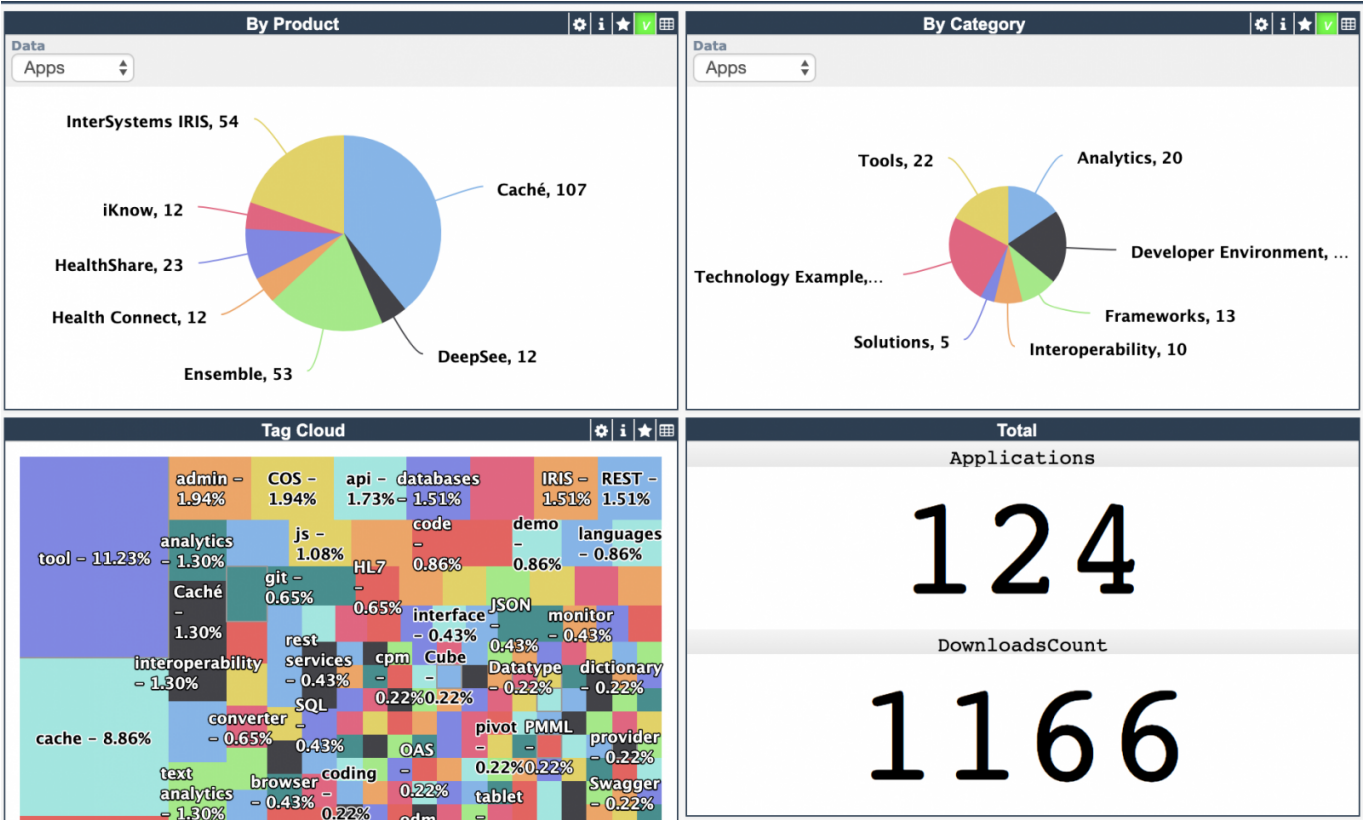 By Product
i
v
Data
Apps
InterSystems IRIS, 54
iKnow, 12
HealthShare, 23
Health Connect, 12
Ensemble, 53
Caché, 107
DeepSee, 12
By Category
i
v
Data
Apps
Tools, 22
Analytics, 20
Developer Environment, ...
Technology Example,...
Frameworks, 13
Solutions, 5
Interoperability, 10
Tag Cloud
i
tool – 11.23%
cache – 8.86%
admin –
1.94%
COS –
1.94%
api –
1.73%
databases
– 1.51%
IRIS –
1.51%
REST –
1.51%
analytics
– 1.30%
js –
1.08%
code
–
0.86%
demo
–
0.86%
languages
– 0.86%
Caché
–
1.30%
git –
0.65%
HL7
–
0.65%
interface
– 0.43%
JSON
–
0.43%
monitor
– 0.43%
interoperability
– 1.30%
rest
services
– 0.43%
cpm
–
0.22%
Cube
–
0.22%
Datatype
– 0.22%
dictionary
– 0.22%
converter
– 0.65%
SQL
–
0.43%
OAS
–
0.22%
pivot
–
0.22%
PMML
–
0.22%
provider
– 0.22%
text
analytics
– 1.30%
browser
– 0.43%
coding
–
0.22%
tablet
–
Swagger
– 0.22%
Total
Applications
124
DownloadsCount
1166